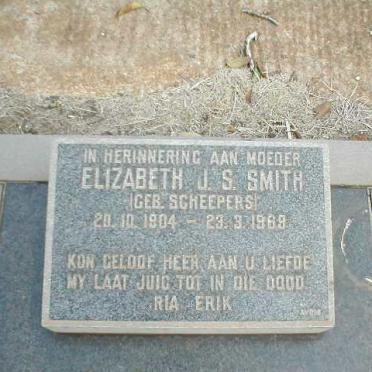 IN HERINNERING AAN MOEDER
ELIZABETH J. S. SMITH
(GEB. SCHEEPERS)
20. 10. 1904 – 23. 3. 1969
KON GELOOF HEER AAN U LIEFDE
MY LAAT JUIG TOT IN DIE DOOD.
RIA ERIK